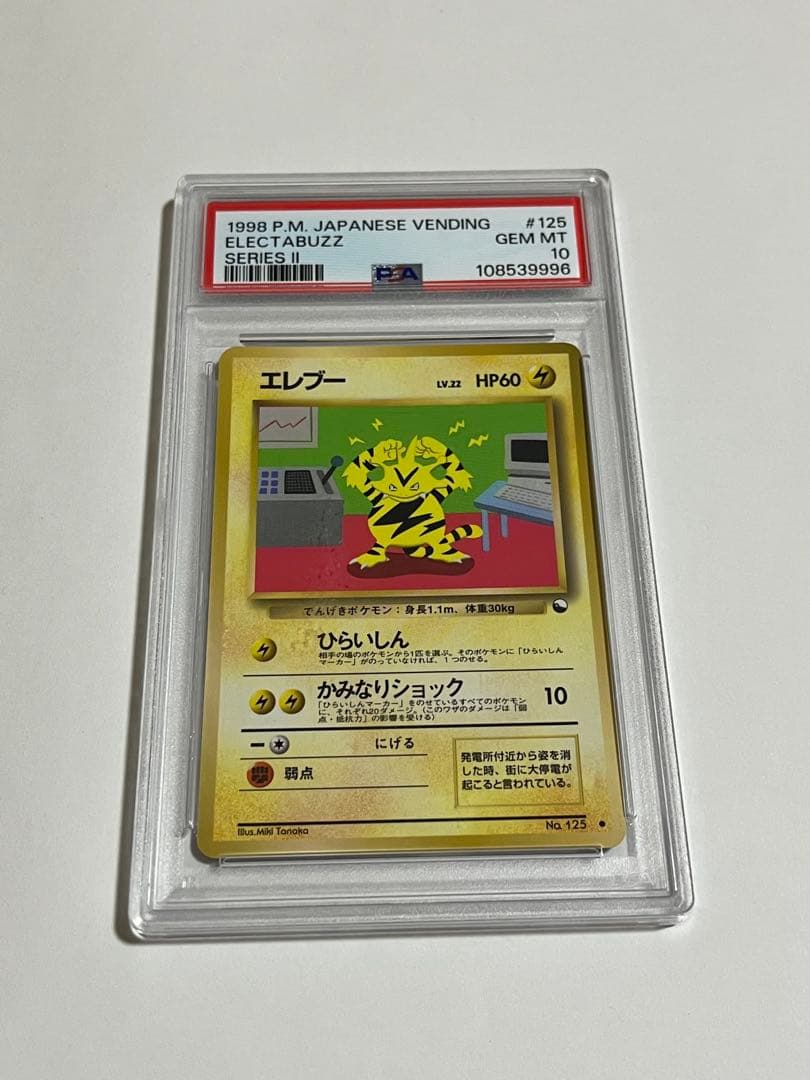 1998 P.M. JAPANESE VENDING #125
ELECTABUZZ GEM MT
SERIES II 10
PSA 108539996
エレブー LV.22 HP60
でんげきポケモン：身長1.1m、体重30kg
ひらいしん
相手の場のポケモンから1匹を選ぶ。そのポケモンに「ひらいしん
マーカー」がのっていなければ、1つのせる。
かみなりショック 10
「ひらいしんマーカー」をのせているすべてのポケモン
に、それぞれ20ダメージ。（このワザのダメージは「弱
点・抵抗力」の影響を受ける）
ー にげる
弱点
発電所付近から姿を消
した時、街に大停電が
起こると言われている。
Illus.Miki Tanaka No. 125 ●